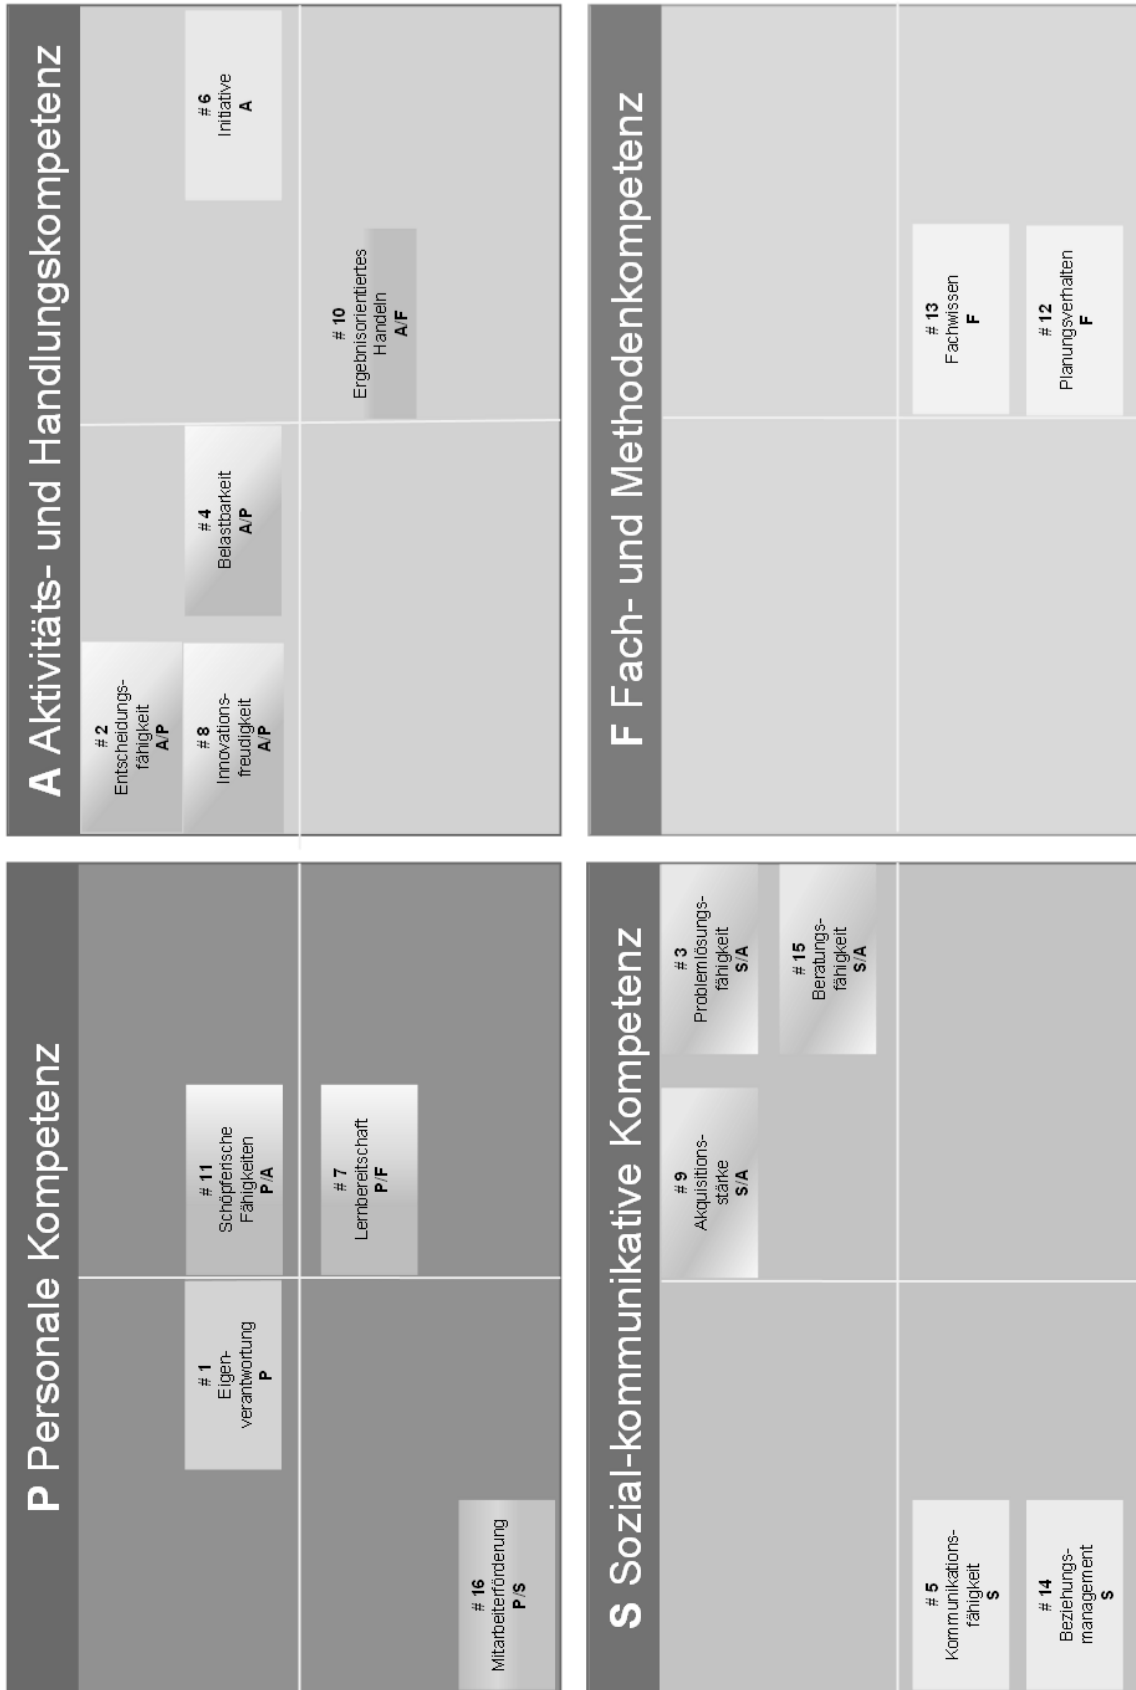 P Personale Kompetenz
# 11
Schöpferische
Fähigkeiten
P/A
# 1
Eigen-
verantwortung
P
# 7
Lernbereitschaft
P/F
# 16
Mitarbeiterförderung
P/S
A Aktivitäts- und Handlungskompetenz
# 2
Entscheidungs-
fähigkeit
A/P
# 8
Innovations-
freudigkeit
A/P
# 4
Belastbarkeit
A/P
# 6
Initiative
A
# 10
Ergebnisorientiertes
Handeln
A/F
S Sozial-kommunikative Kompetenz
# 9
Akquisitions-
stärke
S/A
# 3
Problemlösungs-
fähigkeit
S/A
# 15
Beratungs-
fähigkeit
S/A
# 5
Kommunikations-
fähigkeit
S
# 14
Beziehungs-
management
S
F Fach- und Methodenkompetenz
# 13
Fachwissen
F
# 12
Planungsverhalten
F